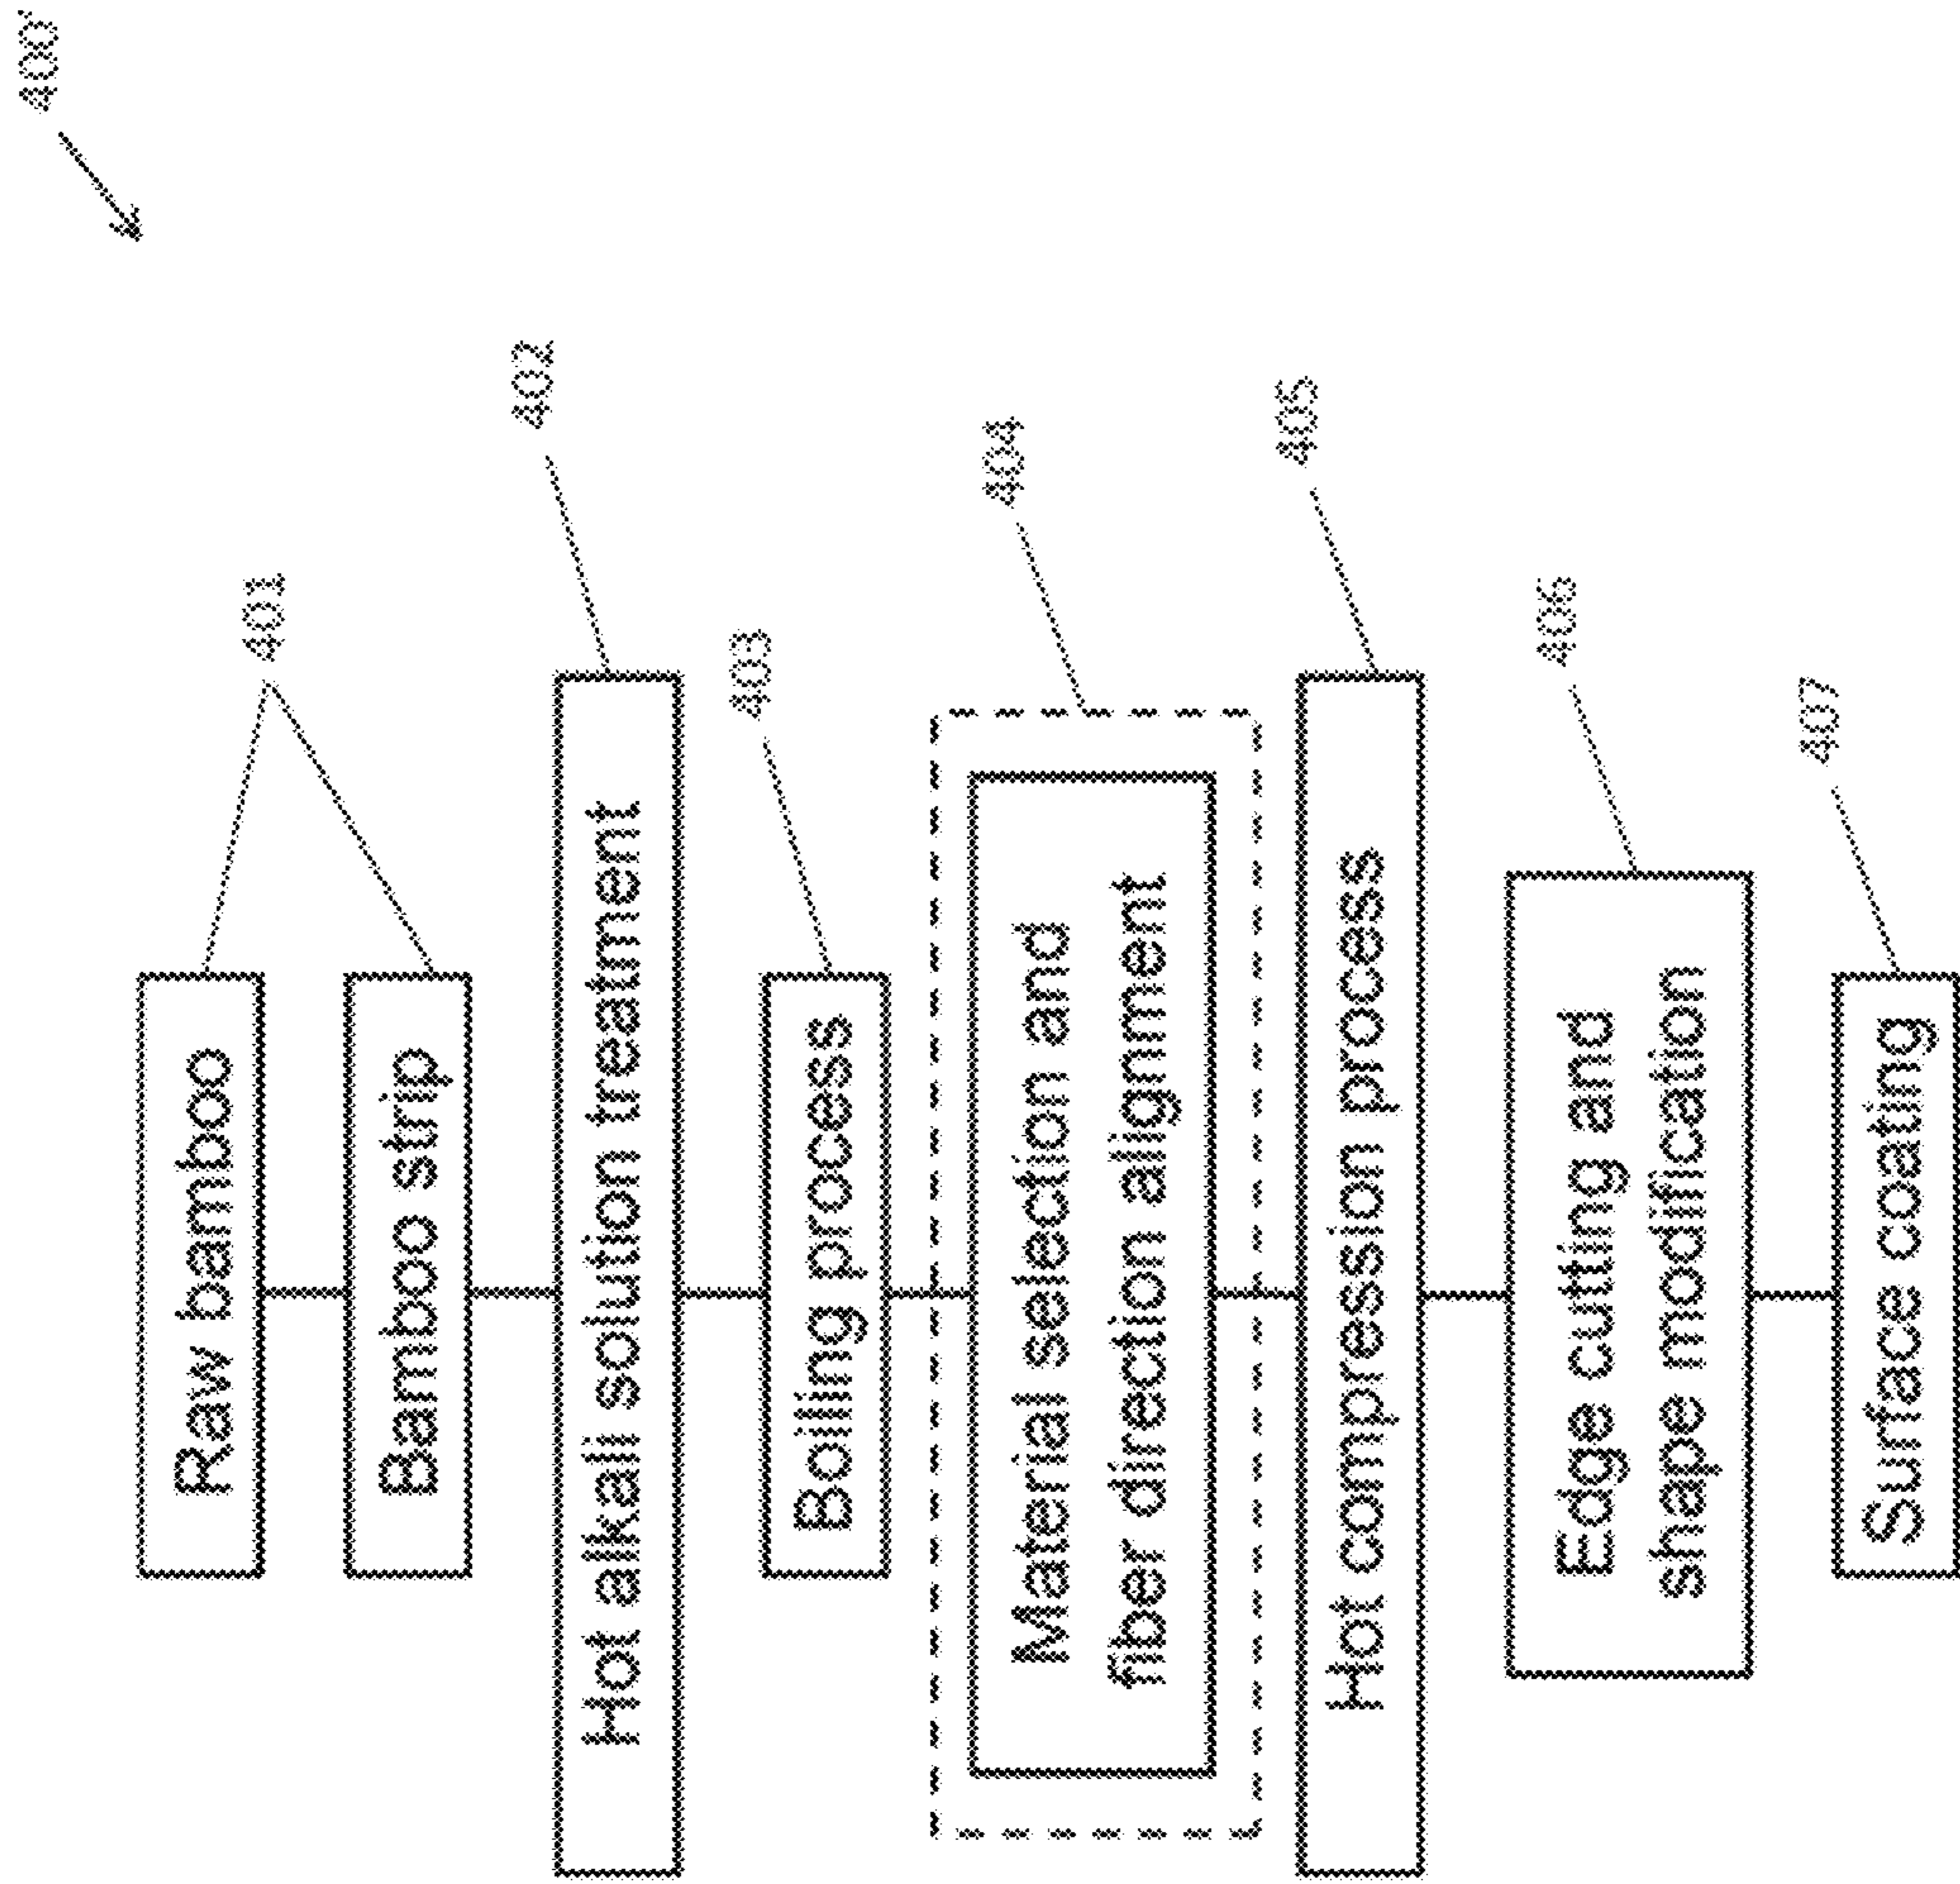 400'
401
Raw bamboo
Bamboo strip
402
Hot alkali solution treatment
403
Boiling process
404
Material selection and
fiber direction alignment
405
Hot compression process
406
Edge cutting and
shape modification
407
Surface coating